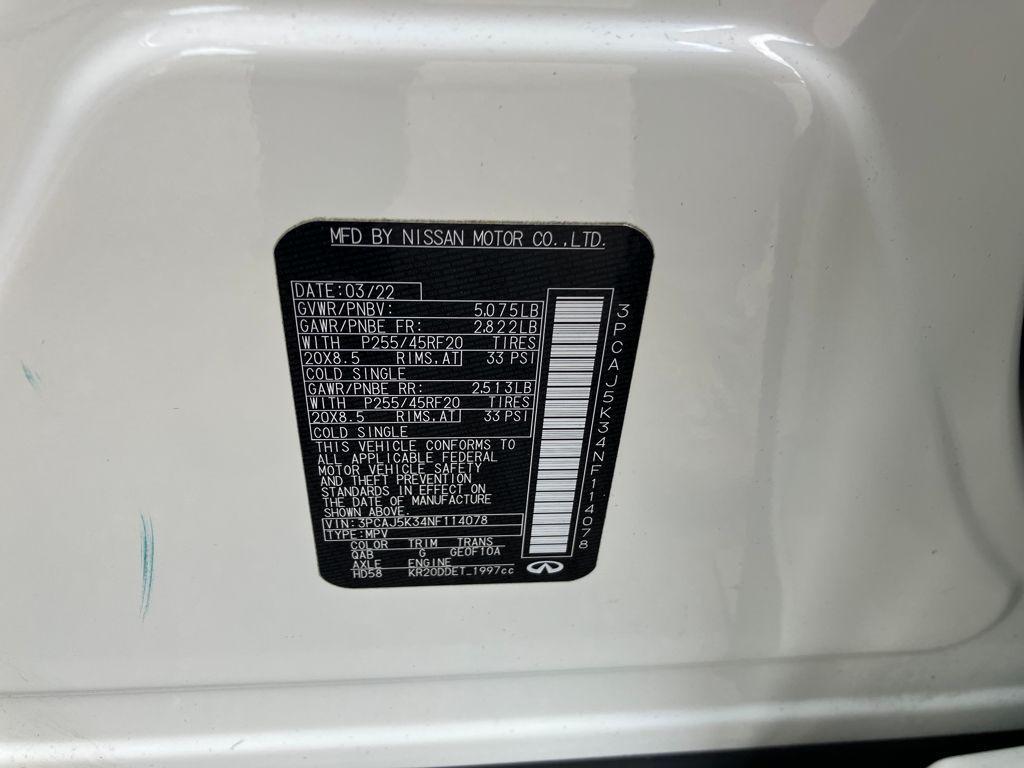 MFD BY NISSAN MOTOR CO.,LTD.
DATE:03/22
GVWR/PNBV: 5.075LB
GAWR/PNBE FR: 2.822LB
WITH P255/45RF20 TIRES
20X8.5 RIMS,AT 33 PSI
COLD SINGLE
GAWR/PNBE RR: 2.513LB
WITH P255/45RF20 TIRES
20X8.5 RIMS,AT 33 PSI
COLD SINGLE
THIS VEHICLE CONFORMS TO
ALL APPLICABLE FEDERAL
MOTOR VEHICLE SAFETY
AND THEFT PREVENTION
STANDARDS IN EFFECT ON
THE DATE OF MANUFACTURE
SHOWN ABOVE.
VIN:3PCAJ5K34NF114078
TYPE:MPV
COLOR TRIM TRANS
QAB G GE0F10A
AXLE ENGINE
HD58 KR20DDET_1997cc
3PCAJ5K34NF114078